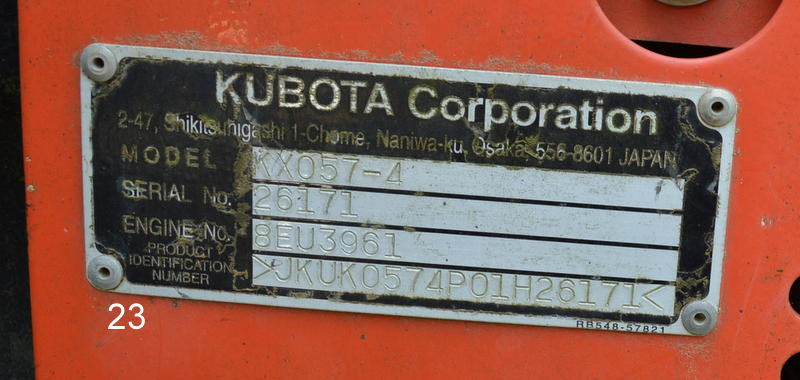 KUBOTA Corporation
2-47, Shikitsuhigashi 1-Chome, Naniwa-ku, Osaka, 556-8601 JAPAN
MODEL KX057-4
SERIAL No. 26171
ENGINE No. 8EU3961
PRODUCT
IDENTIFICATION
NUMBER >JKUK0574P01H26171<
RB548-57821
23